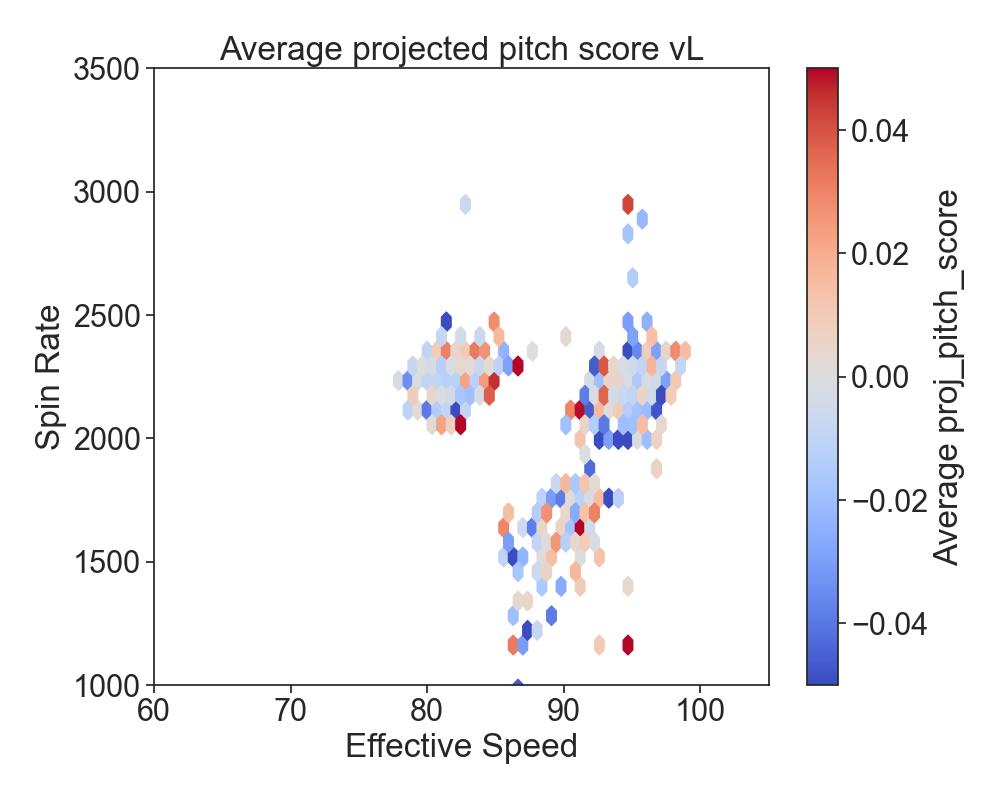 Average projected pitch score vL
3500
3000
2500
2000
1500
1000
Spin Rate
60 70 80 90 100
Effective Speed
0.04
0.02
0.00
−0.02
−0.04
Average proj_pitch_score